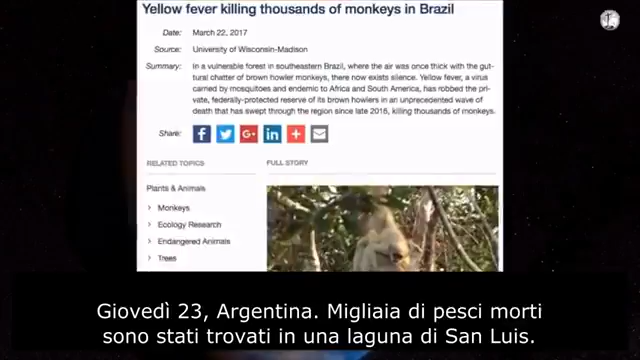 Yellow fever killing thousands of monkeys in Brazil
Date: March 22, 2017
Source: University of Wisconsin-Madison
Summary: In a vulnerable forest in southeastern Brazil, where the air was once thick with the gut-
tural chatter of brown howler monkeys, there now exists silence. Yellow fever, a virus
carried by mosquitoes and endemic to Africa and South America, has robbed the pri-
vate, federally-protected reserve of its brown howlers in an unprecedented wave of
death that has swept through the region since late 2016, killing thousands of monkeys.
Share: f G+ in +
RELATED TOPICS
Plants & Animals
> Monkeys
> Ecology Research
> Endangered Animals
> Trees
FULL STORY
Giovedì 23, Argentina. Migliaia di pesci morti
sono stati trovati in una laguna di San Luis.